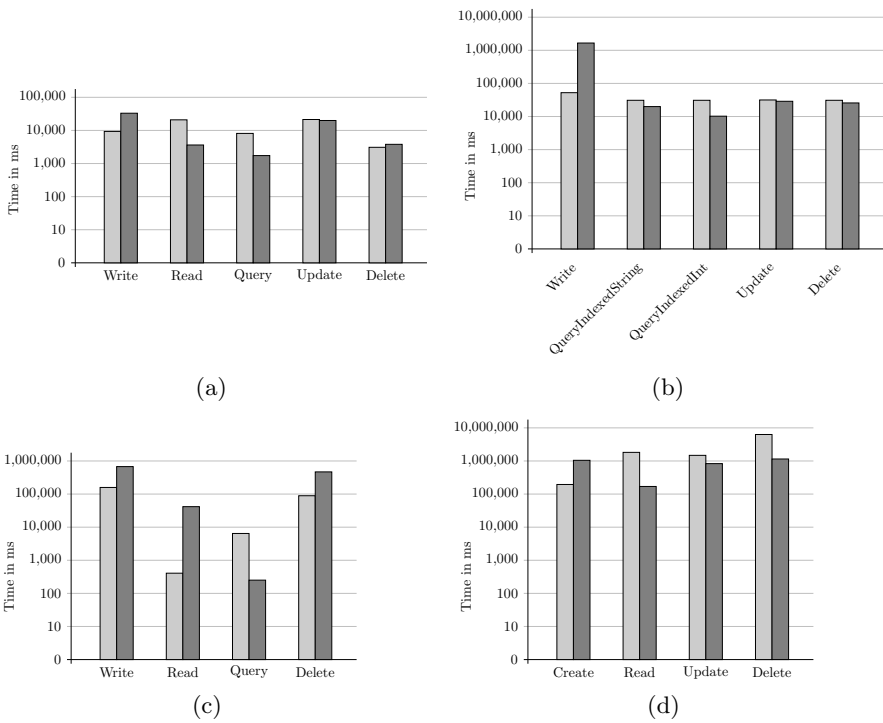 100,000
10,000
1,000
100
10
0
Time in ms
Write Read Query Update Delete
(a)
10,000,000
1,000,000
100,000
10,000
1,000
100
10
0
Time in ms
Write
QueryIndexedString
QueryIndexedInt
Update
Delete
(b)
1,000,000
100,000
10,000
1,000
100
10
0
Time in ms
Write Read Query Delete
(c)
10,000,000
1,000,000
100,000
10,000
1,000
100
10
0
Time in ms
Create Read Update Delete
(d)